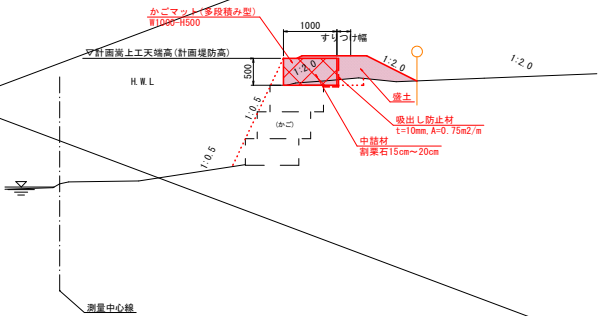 かごマット(多段積み型)
W1000-H500
1000
すりつけ幅
▽計画嵩上工天端高(計画堤防高)
500
1:2.0
1:2.0
1:2.0
H.W.L
盛土
1:0.5
(かご)
吸出し防止材
t=10mm,A=0.75m2/m
中詰材
割栗石15cm～20cm
1:0.5
測量中心線